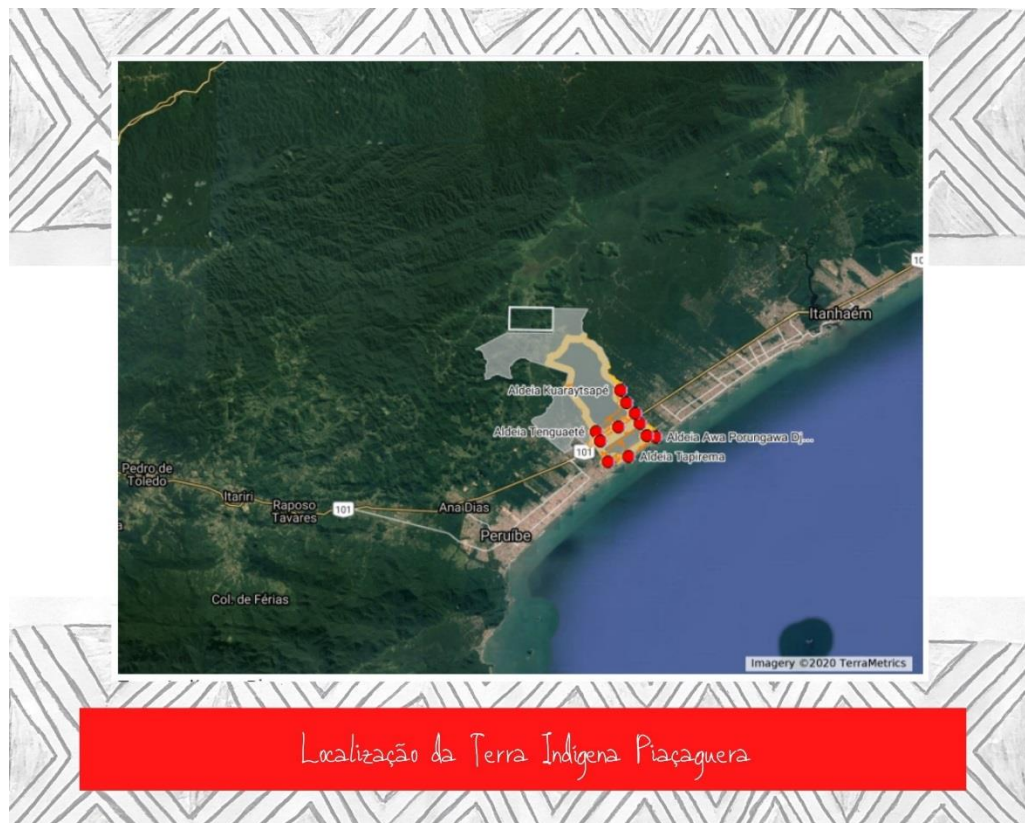 10
Itanhaém
Aldeia Kuaraytsapé
Aldeia Tenguaeté
Aldeia Awa Porungawa Dj...
101
Aldeia Tapirema
Pedro de
Toledo
Itariri
Raposo
Tavares
101
Ana Dias
Peruíbe
a
Col. de Férias
Imagery ©2020 TerraMetrics
Localização da Terra Indígena Piaçaguera